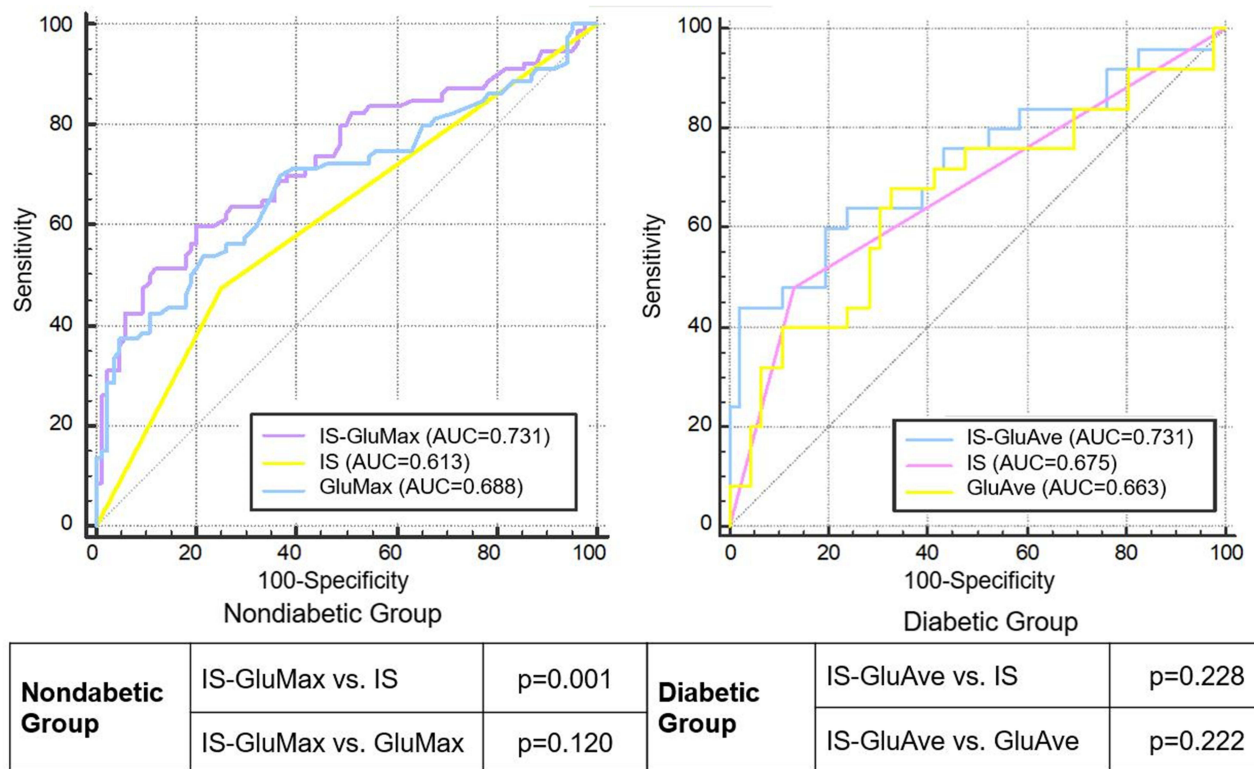 100
80
60
40
20
0
Sensitivity
IS-GluMax (AUC=0.731)
IS (AUC=0.613)
GluMax (AUC=0.688)
0 20 40 60 80 100
100-Specificity
Nondiabetic Group
100
80
60
40
20
0
Sensitivity
IS-GluAve (AUC=0.731)
IS (AUC=0.675)
GluAve (AUC=0.663)
0 20 40 60 80 100
100-Specificity
Diabetic Group
Nondabetic
Group
IS-GluMax vs. IS p=0.001
IS-GluMax vs. GluMax p=0.120
Diabetic
Group
IS-GluAve vs. IS p=0.228
IS-GluAve vs. GluAve p=0.222